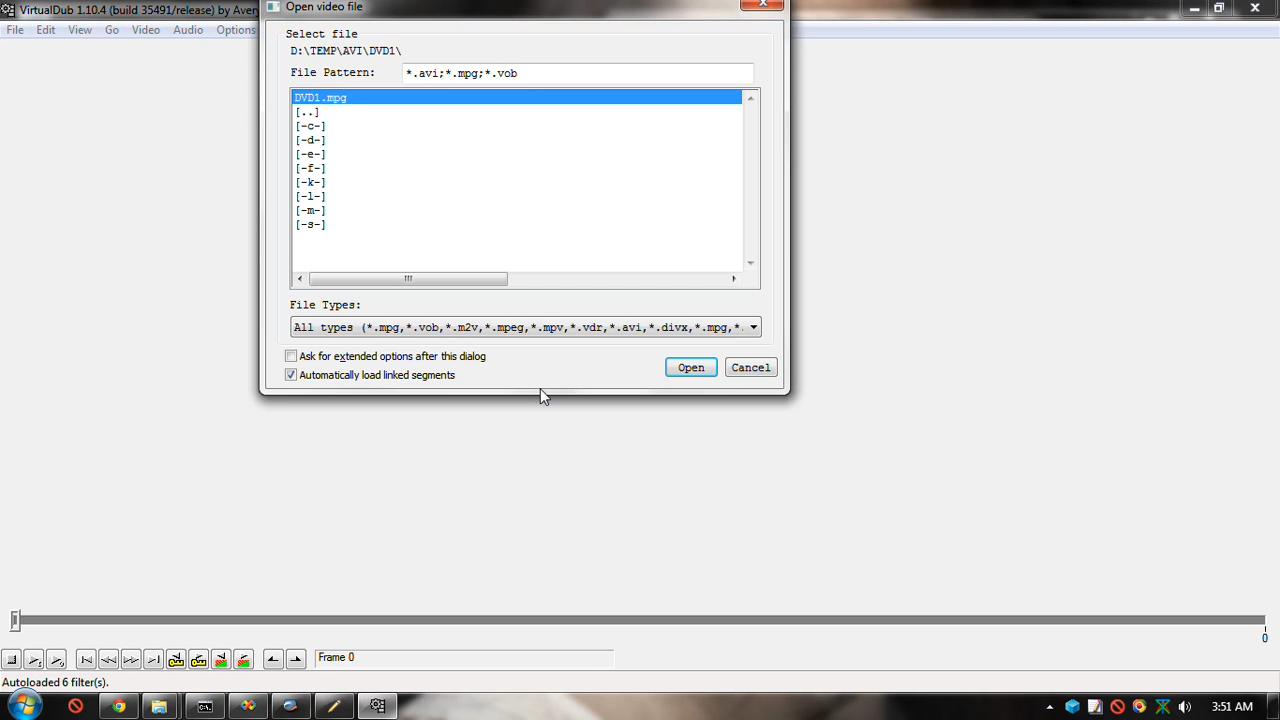 VirtualDub 1.10.4 (build 35491/release) by Avery
File Edit View Go Video Audio Options
Open video file
Select file
D:\TEMP\AVI\DVD1\
File Pattern: *.avi;*.mpg;*.vob
DVD1.mpg
[..]
[-c-]
[-d-]
[-e-]
[-f-]
[-k-]
[-l-]
[-m-]
[-s-]
File Types:
All types (*.mpg,*.vob,*.m2v,*.mpeg,*.mpv,*.vdr,*.avi,*.divx,*.mpg,*.
Ask for extended options after this dialog
Automatically load linked segments
Open Cancel
0
Frame 0
Autoloaded 6 filter(s).
3:51 AM